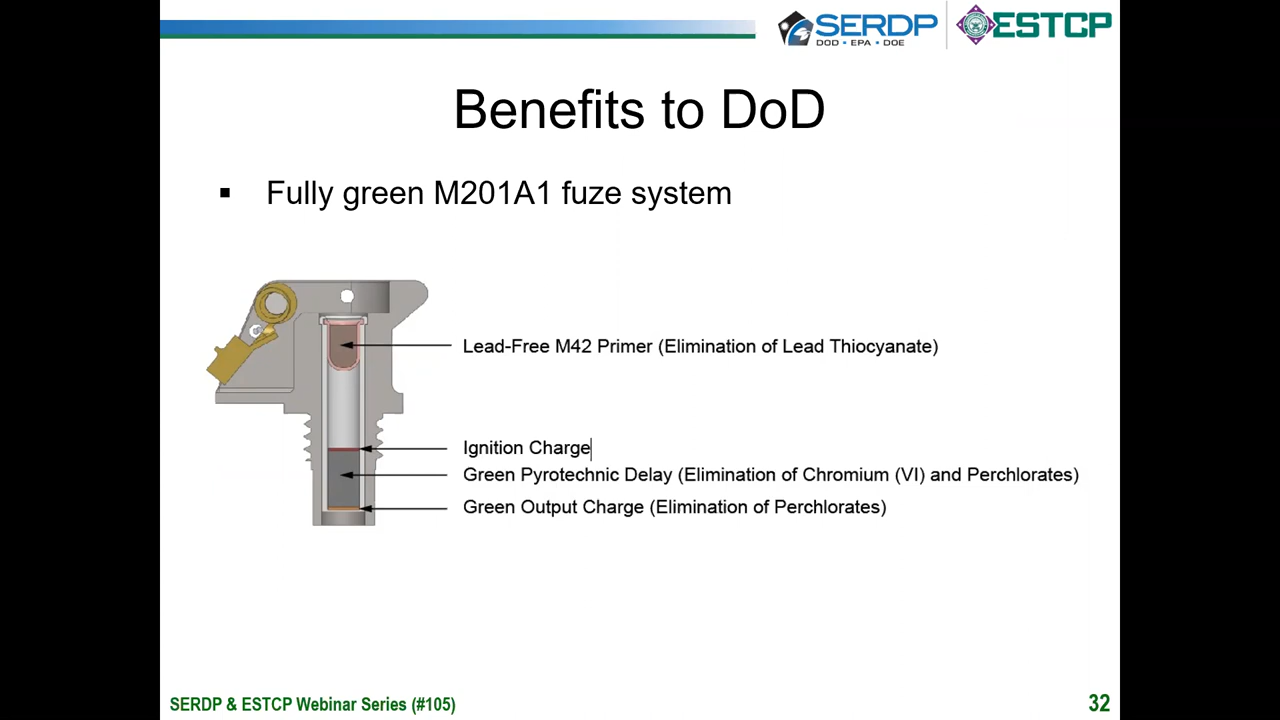 SERDP
DOD • EPA • DOE
ESTCP
Benefits to DoD
▪ Fully green M201A1 fuze system
Lead-Free M42 Primer (Elimination of Lead Thiocyanate)
Ignition Charge
Green Pyrotechnic Delay (Elimination of Chromium (VI) and Perchlorates)
Green Output Charge (Elimination of Perchlorates)
SERDP & ESTCP Webinar Series (#105)
32